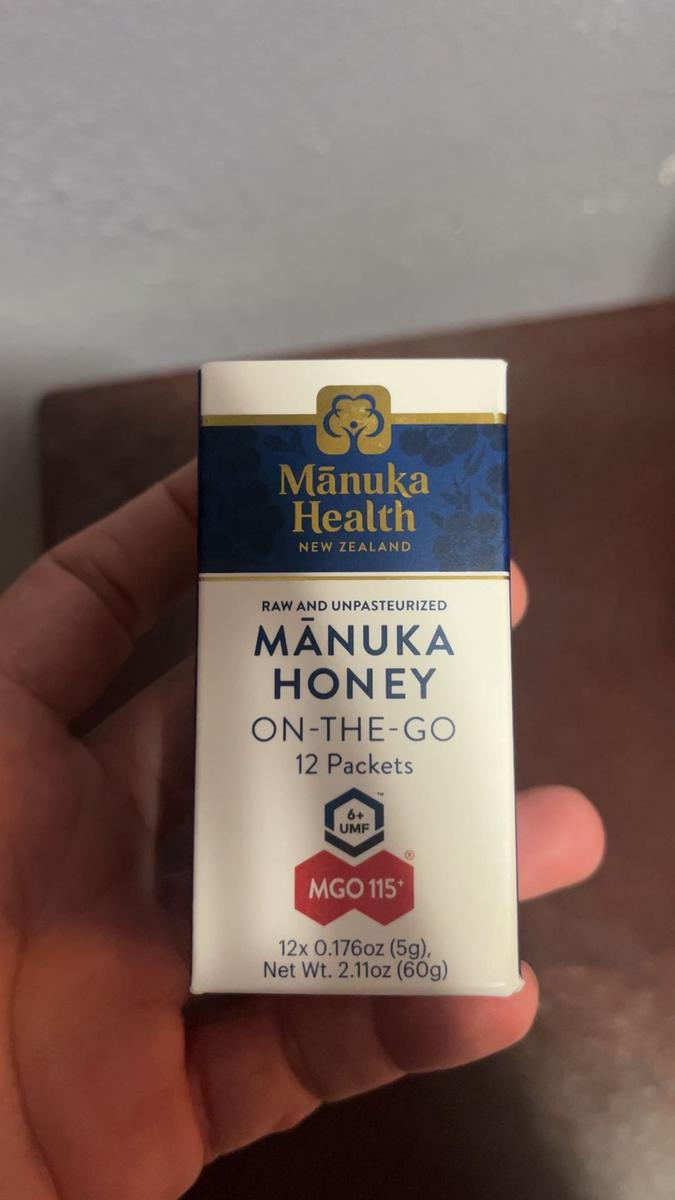 Mānuka
Health
NEW ZEALAND
RAW AND UNPASTEURIZED
MĀNUKA
HONEY
ON-THE-GO
12 Packets
6+
UMF™
MGO 115+®
12x 0.176oz (5g),
Net Wt. 2.11oz (60g)